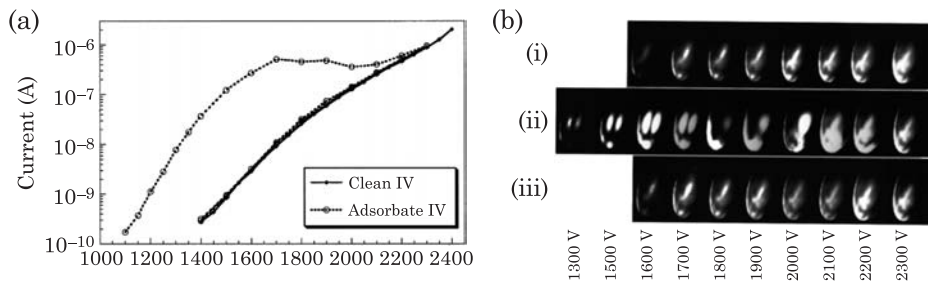 (a)
Current (A)
10⁻⁶
10⁻⁷
10⁻⁸
10⁻⁹
10⁻¹⁰
1000 1200 1400 1600 1800 2000 2200 2400
Clean IV
Adsorbate IV
(b)
(i)
(ii)
(iii)
1300 V
1500 V
1600 V
1700 V
1800 V
1900 V
2000 V
2100 V
2200 V
2300 V